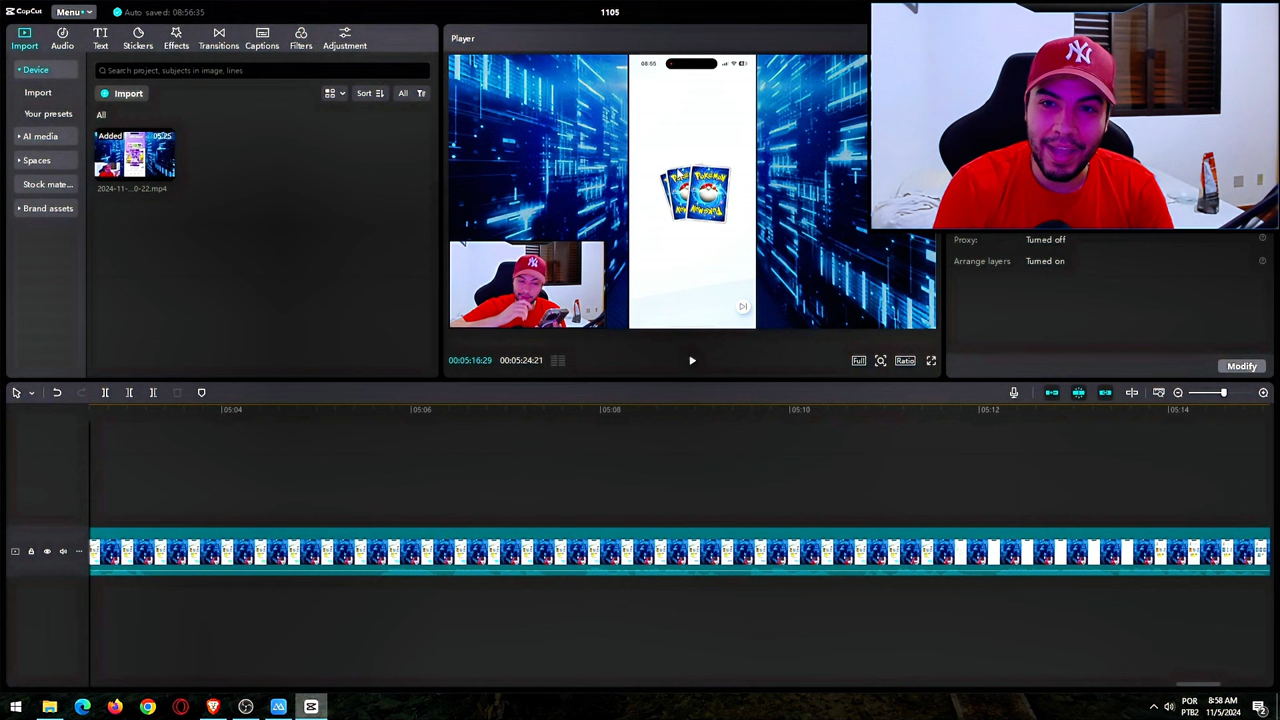 CapCut Menu Auto saved: 08:56:35 1105
Import Audio Text Stickers Effects Transitions Captions Filters Adjustment
Player
Device
Search project, subjects in image, lines
Import
Import
Sort
All
Your presets
All
AI media
Added 05:25
Spaces
Stock mate...
2024-11-...0-22.mp4
and assets
POKÉMON
Proxy: Turned off
Arrange layers Turned on
00:05:16:29 00:05:24:21
Full
Ratio
Modify
05:04 05:06 05:08 05:10 05:12 05:14
POR
PTB2
8:58 AM
11/5/2024
2